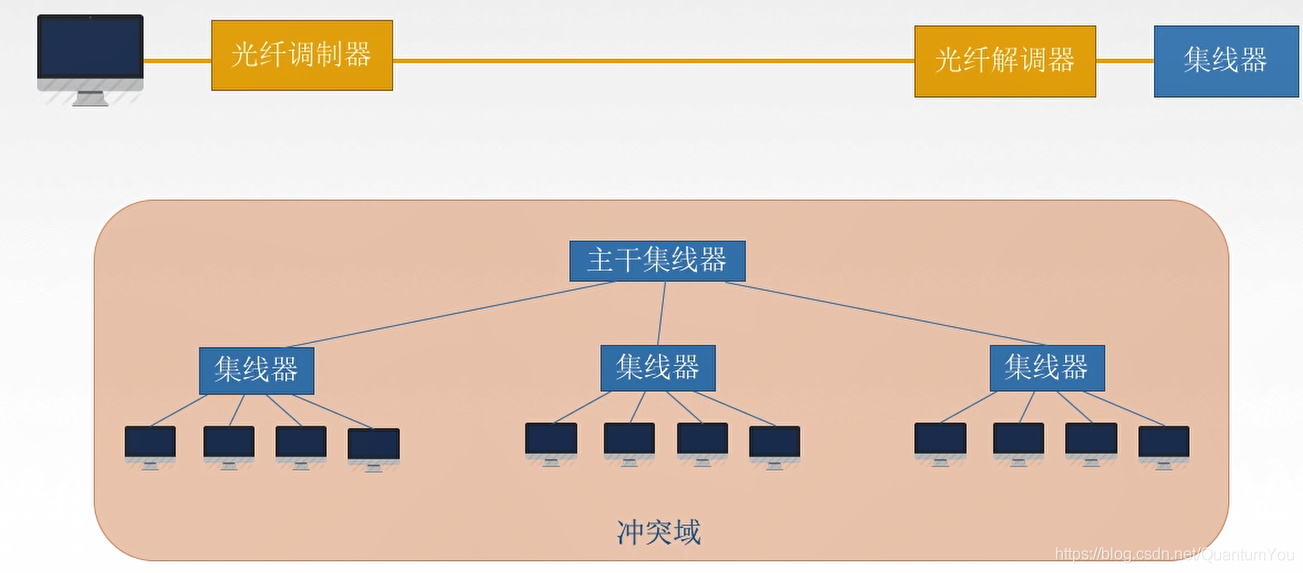 光纤调制器
光纤解调器
集线器
主干集线器
集线器
集线器
集线器
冲突域
https://blog.csdn.net/QuantumYou